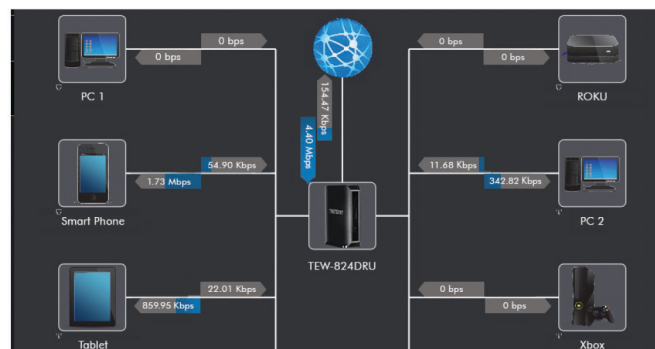 0 bps
0 bps
PC 1
154.47 Kbps
4.40 Mbps
0 bps
0 bps
ROKU
54.90 Kbps
1.73 Mbps
Smart Phone
TRENDNET
TEW-824DRU
11.68 Kbps
342.82 Kbps
PC 2
22.01 Kbps
859.95 Kbps
Tablet
0 bps
0 bps
Xbox